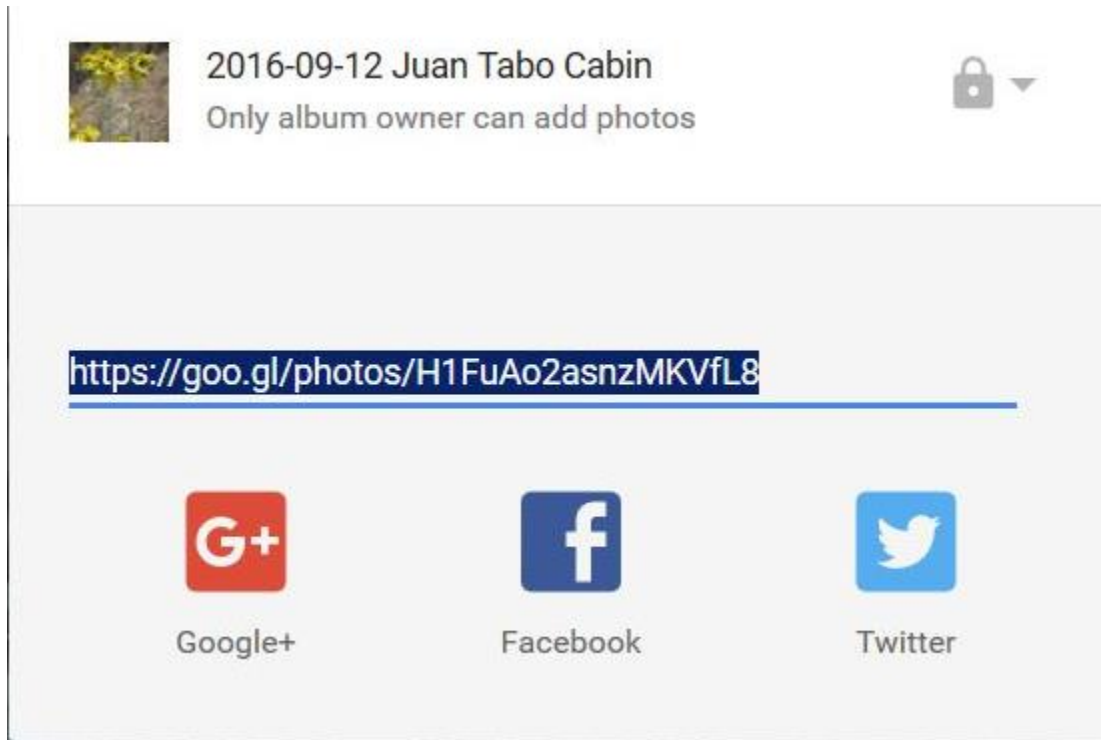 2016-09-12 Juan Tabo Cabin
Only album owner can add photos
https://goo.gl/photos/H1FuAo2asnzMKVfL8
G+
Google+
Facebook
Twitter